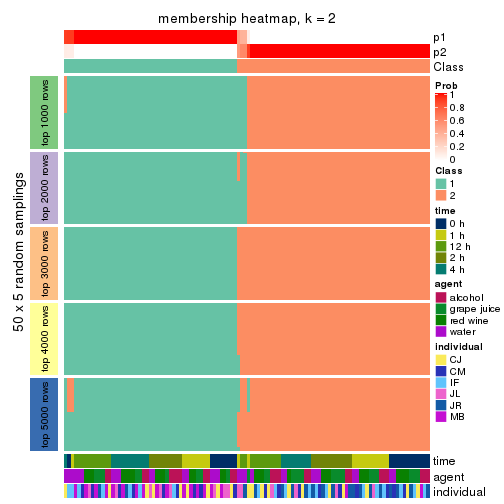 membership heatmap, k = 2
p1
p2
Class
50 x 5 random samplings
top 1000 rows
top 2000 rows
top 3000 rows
top 4000 rows
top 5000 rows
time
agent
individual
Prob
1
0.8
0.6
0.4
0.2
0
Class
1
2
time
0 h
1 h
12 h
2 h
4 h
agent
alcohol
grape juice
red wine
water
individual
CJ
CM
IF
JL
JR
MB